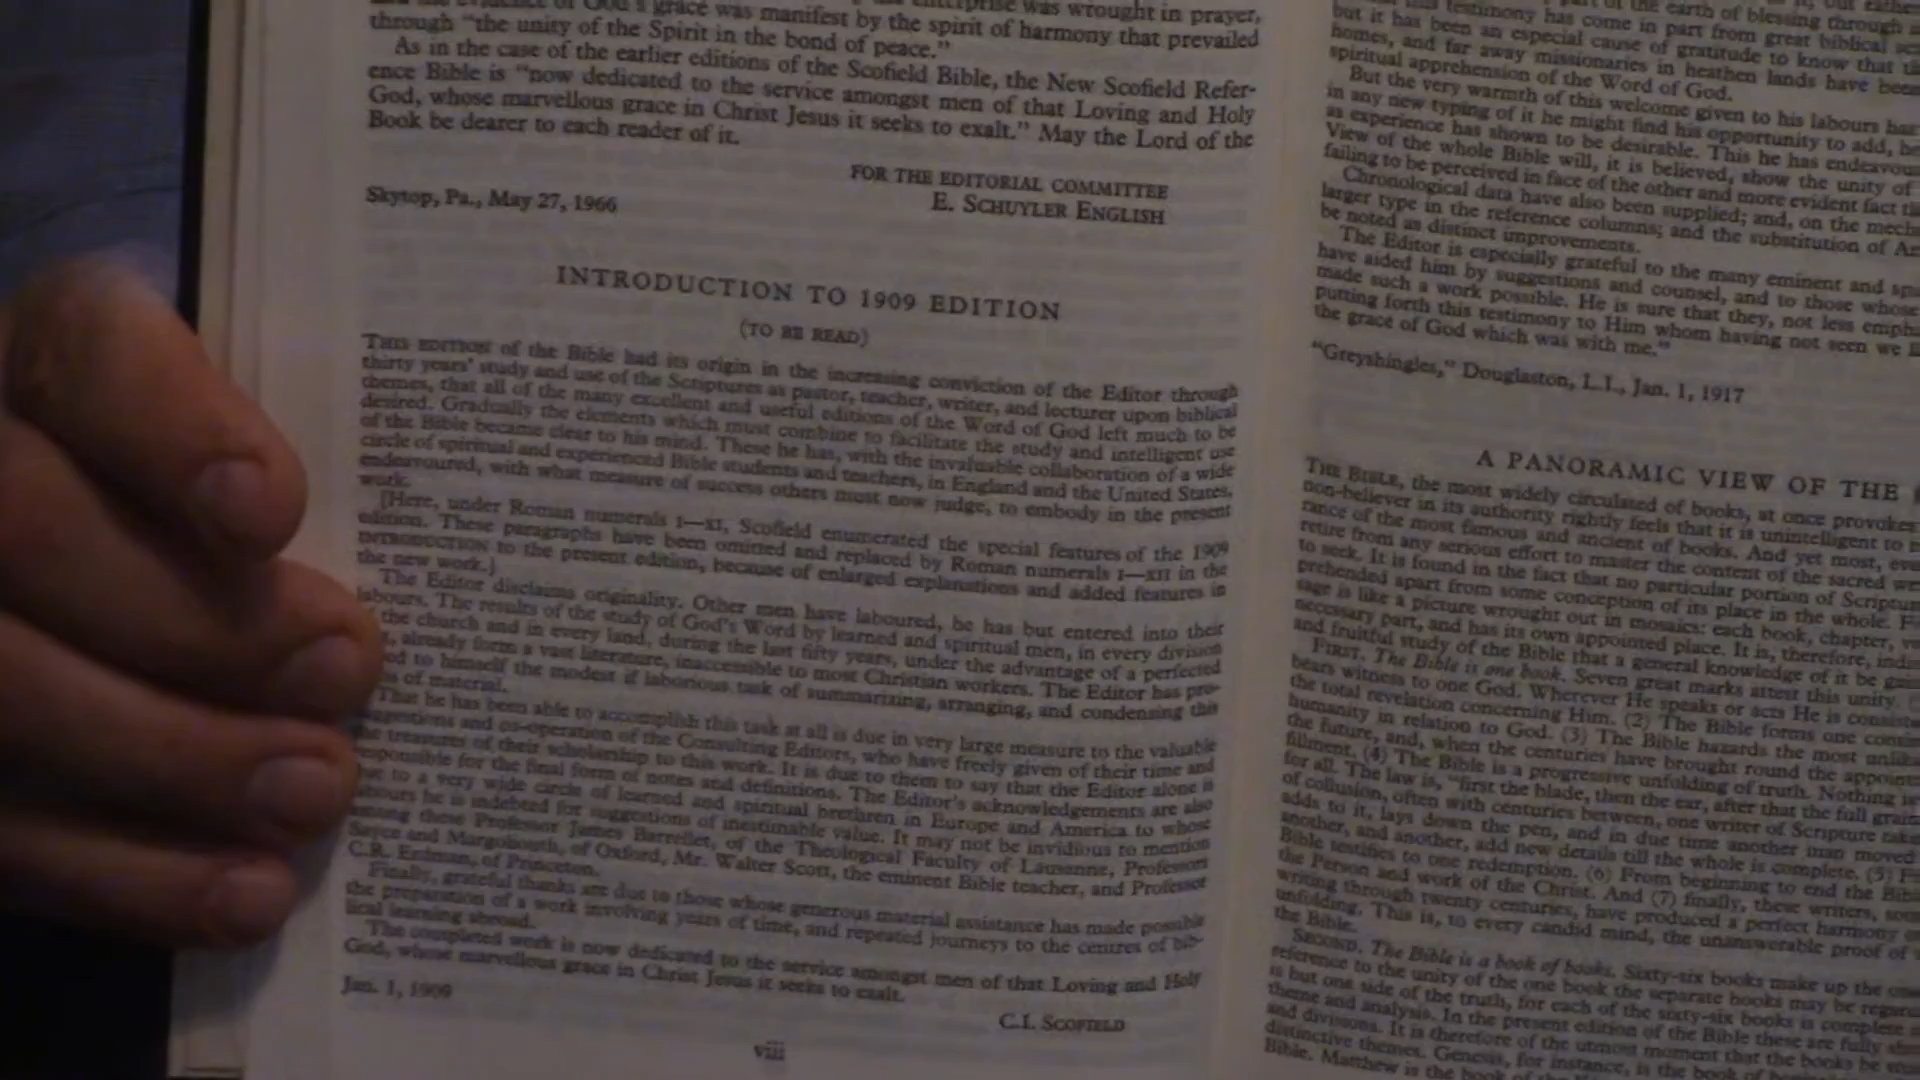 enterprise was wrought in prayer,
through "the unity of the Spirit in the bond of peace."
As in the case of the earlier editions of the Scofield Bible, the New Scofield Refer-
ence Bible is "now dedicated to the service amongst men of that Loving and Holy
God, whose marvellous grace in Christ Jesus it seeks to exalt." May the Lord of the
Book be dearer to each reader of it.
FOR THE EDITORIAL COMMITTEE
Skytop, Pa., May 27, 1966
E. SCHUYLER ENGLISH
INTRODUCTION TO 1909 EDITION
(TO BE READ)
THIS EDITION of the Bible had its origin in the increasing conviction of the Editor through
thirty years' study and use of the Scriptures as pastor, teacher, writer, and lecturer upon biblical
themes, that all of the many excellent and useful editions of the Word of God left much to be
desired. Gradually the elements which must combine to facilitate the study and intelligent use
of the Bible became clear to his mind. These he has, with the invaluable collaboration of a wide
circle of spiritual and experienced Bible students and teachers, in England and the United States,
endeavoured, with what measure of success others must now judge, to embody in the present
work.
[Here, under Roman numerals I—XI, Scofield enumerated the special features of the 1909
edition. These paragraphs have been omitted and replaced by Roman numerals I—XII in the
INTRODUCTION to the present edition, because of enlarged explanations and added features in
the new work.]
The Editor disclaims originality. Other men have laboured, he has but entered into their
labours. The results of the study of God's Word by learned and spiritual men, in every division
the church and in every land, during the last fifty years, under the advantage of a perfected
already form a vast literature, inaccessible to most Christian workers. The Editor has pro-
to himself the modest if laborious task of summarizing, arranging, and condensing this
of material.
That he has been able to accomplish this task at all is due in very large measure to the valuable
suggestions and co-operation of the Consulting Editors, who have freely given of their time and
the treasures of their scholarship to this work. It is due to them to say that the Editor alone is
responsible for the final form of notes and definitions. The Editor's acknowledgements are also
due to a very wide circle of learned and spiritual brethren in Europe and America to whose
labours he is indebted for suggestions of inestimable value. It may not be invidious to mention
among these Professor James Barrellet, of the Theological Faculty of Lausanne, Professors
Sayce and Margoliouth, of Oxford, Mr. Walter Scott, the eminent Bible teacher, and Professor
C.R. Erdman, of Princeton.
Finally, grateful thanks are due to those whose generous material assistance has made possible
the preparation of a work involving years of time, and repeated journeys to the centres of bib-
lical learning abroad.
The completed work is now dedicated to the service amongst men of that Loving and Holy
God, whose marvellous grace in Christ Jesus it seeks to exalt.
Jan. 1, 1909
C.I. SCOFIELD
viii
of the earth of blessing through
testimony has come in part from great biblical
but it has been an especial cause of gratitude to know that
homes, and far away missionaries in heathen lands have been
spiritual apprehension of the Word of God.
But the very warmth of this welcome given to his labours has
in any new typing of it he might find his opportunity to add,
as experience has shown to be desirable. This he has endeavour
View of the whole Bible will, it is believed, show the unity of
failing to be perceived in face of the other and more evident fact
Chronological data have also been supplied; and, on the mech
larger type in the reference columns; and the substitution of
be noted as distinct improvements.
The Editor is especially grateful to the many eminent and
have aided him by suggestions and counsel, and to those whose
made such a work possible. He is sure that they, not less
putting forth this testimony to Him whom having not seen we
the grace of God which was with me."
"Greyshingles," Douglaston, L.I., Jan. 1, 1917
A PANORAMIC VIEW OF THE
THE BIBLE, the most widely circulated of books, at once provokes
non-believer in its authority rightly feels that it is unintelligent to
rance of the most famous and ancient of books. And yet most,
retire from any serious effort to master the content of the sacred
to seek. It is found in the fact that no particular portion of Scripture
prehended apart from some conception of its place in the whole.
sage is like a picture wrought out in mosaics: each book, chapter,
necessary part, and has its own appointed place. It is, therefore,
and fruitful study of the Bible that a general knowledge of it be
FIRST, The Bible is one book. Seven great marks attest this unity.
bears witness to one God. Wherever He speaks or acts He is
the total revelation concerning Him. (2) The Bible forms one
humanity in relation to God. (3) The Bible hazards the most
the future, and, when the centuries have brought round the
fillment. (4) The Bible is a progressive unfolding of truth. Nothing
for all. The law is, "first the blade, then the ear, after that the full
of collusion, often with centuries between, one writer of Scripture
adds to it, lays down the pen, and in due time another man moved
another, and another, add new details till the whole is complete. (5)
Bible testifies to one redemption. (6) From beginning to end the
the Person and work of the Christ. And (7) finally, these writers,
writing through twenty centuries, have produced a perfect harmony
unfolding. This is, to every candid mind, the unanswerable proof of
the Bible.
SECOND, The Bible is a book of books. Sixty-six books make up the
reference to the unity of the one book the separate books may be
is but one side of the truth, for each of the sixty-six books is complete
theme and analysis. In the present edition of the Bible these are fully
and divisions. It is therefore of the utmost moment that the books be
distinctive themes. Genesis, for instance, is the book of
Bible. Matthew is the book of the